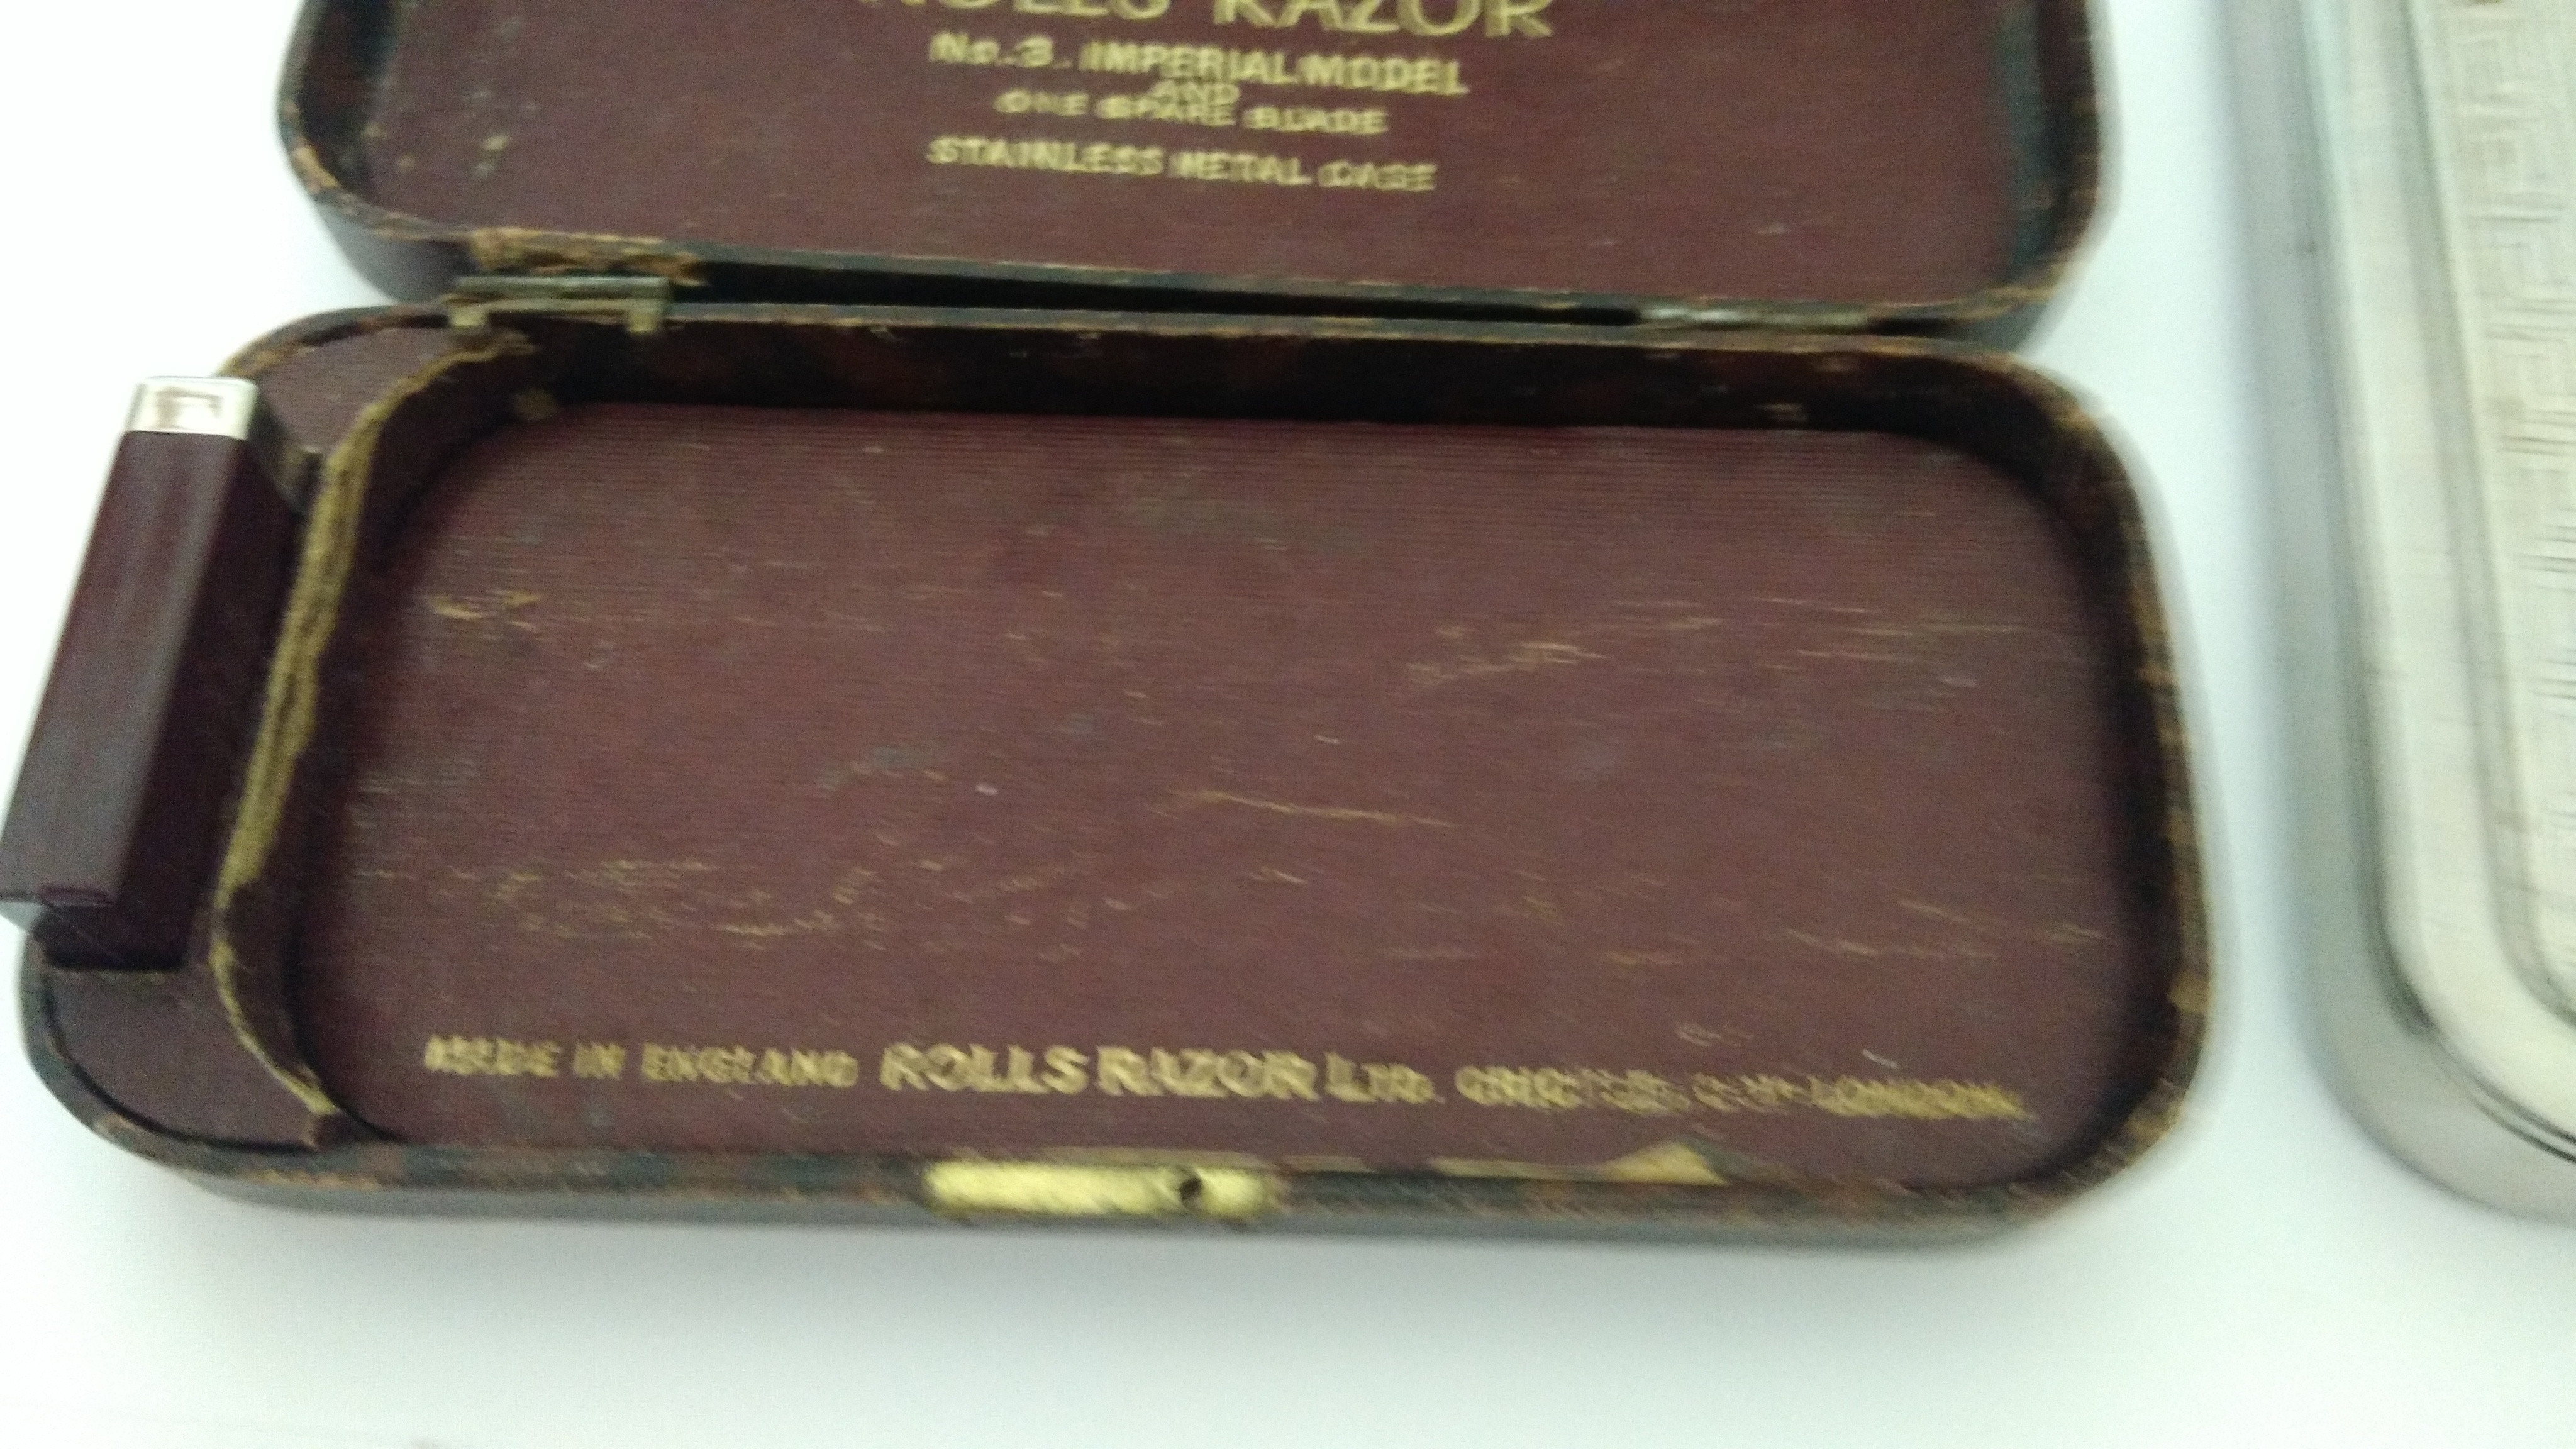 ROLLS RAZOR
No. 3. IMPERIAL MODEL
AND
ONE SPARE BLADE
STAINLESS METAL CASE
MADE IN ENGLAND ROLLS RAZOR LTD. LONDON.